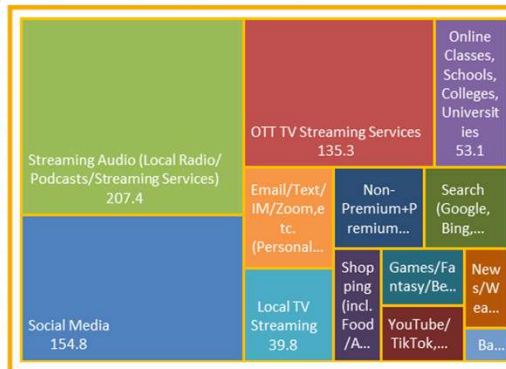 Streaming Audio (Local Radio/
Podcasts/Streaming Services)
207.4
Social Media
154.8
OTT TV Streaming Services
135.3
Online
Classes,
Schools,
Colleges,
Universit
ies
53.1
Email/Text/
IM/Zoom,e
tc.
(Personal...
Local TV
Streaming
39.8
Non-
Premium+P
remium...
Search
(Google,
Bing,...
Shop
ping
(incl.
Food
/A...
Games/Fa
ntasy/Be...
YouTube/
TikTok,...
New
s/W
ea...
Ba...